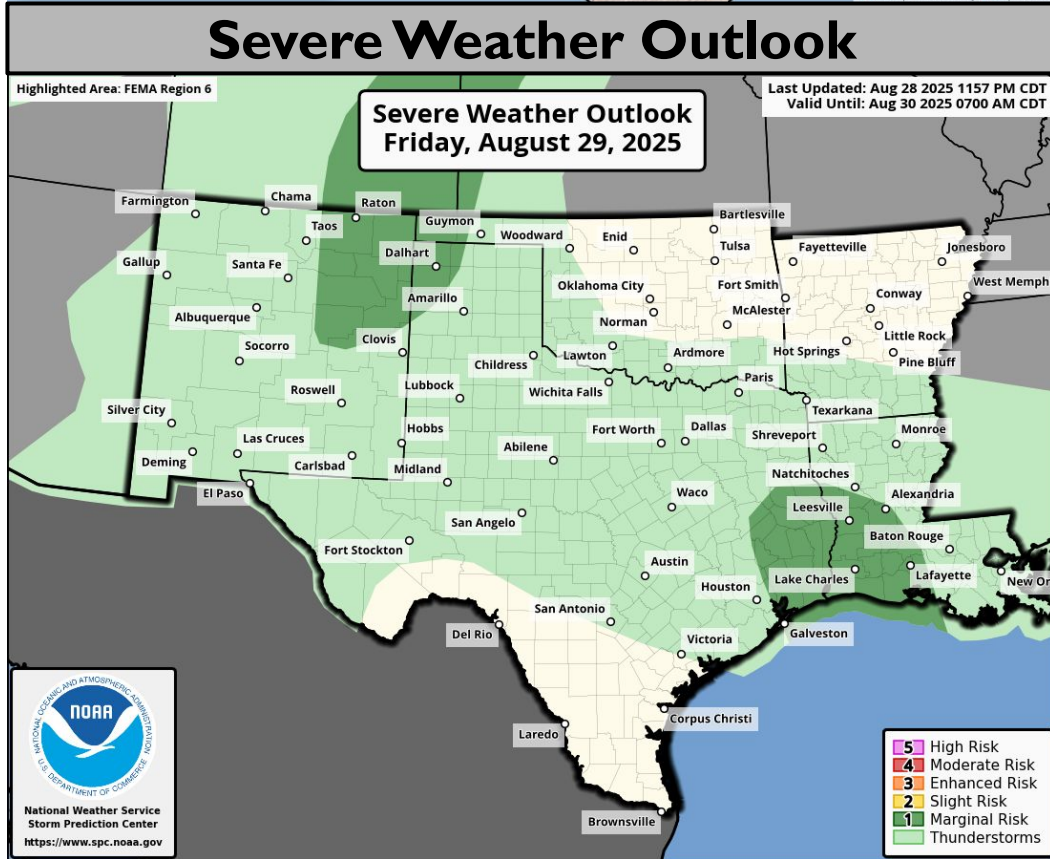 Severe Weather Outlook
Highlighted Area: FEMA Region 6
Last Updated: Aug 28 2025 1157 PM CDT
Valid Until: Aug 30 2025 0700 AM CDT
Severe Weather Outlook
Friday, August 29, 2025
Farmington
Chama
Raton
Taos
Guymon
Woodward
Enid
Bartlesville
Tulsa
Fayetteville
Jonesboro
Gallup
Santa Fe
Dalhart
Oklahoma City
Fort Smith
West Memph
Albuquerque
Amarillo
Norman
McAlester
Conway
Little Rock
Socorro
Clovis
Childress
Lawton
Ardmore
Hot Springs
Pine Bluff
Roswell
Lubbock
Wichita Falls
Paris
Texarkana
Silver City
Las Cruces
Hobbs
Abilene
Fort Worth
Dallas
Shreveport
Monroe
Deming
Carlsbad
Midland
Natchitoches
El Paso
Waco
Leesville
Alexandria
San Angelo
Baton Rouge
Fort Stockton
Austin
Houston
Lake Charles
Lafayette
New Or
San Antonio
Del Rio
Galveston
Victoria
Corpus Christi
Laredo
Brownsville
NATIONAL OCEANIC AND ATMOSPHERIC ADMINISTRATION
NOAA
U.S. DEPARTMENT OF COMMERCE
National Weather Service
Storm Prediction Center
https://www.spc.noaa.gov
5 High Risk
4 Moderate Risk
3 Enhanced Risk
2 Slight Risk
1 Marginal Risk
Thunderstorms